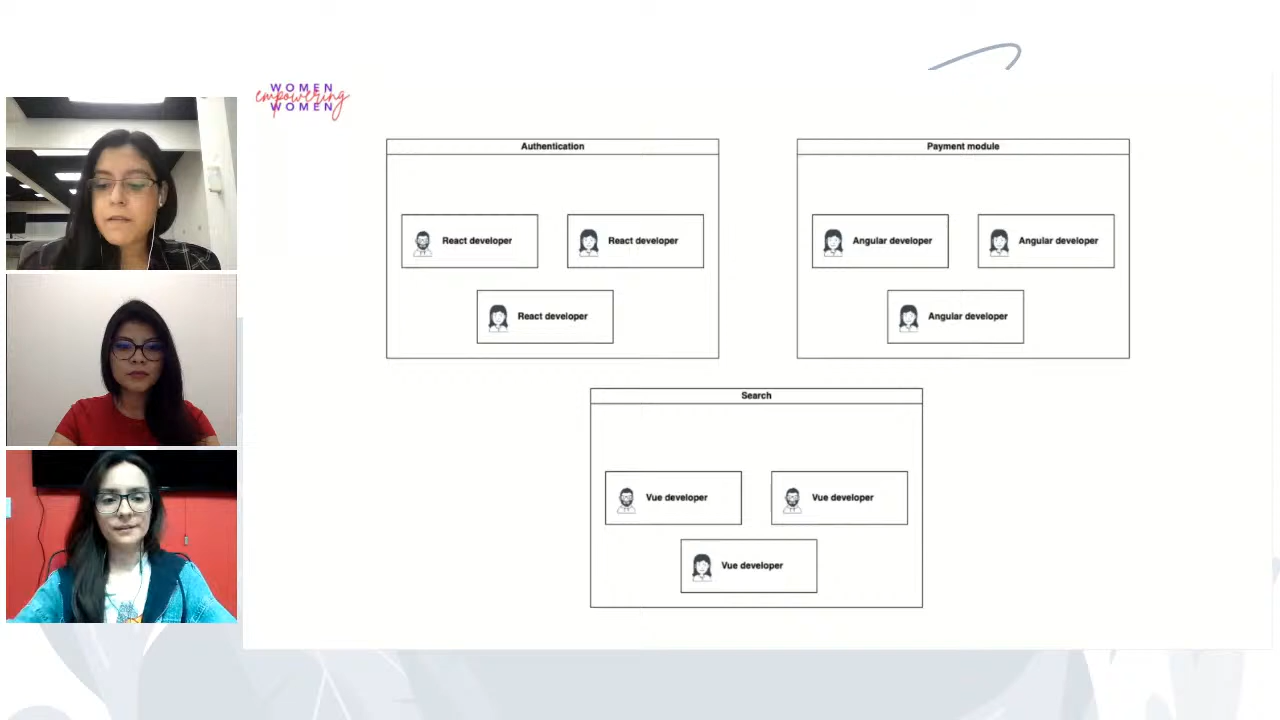 WOMEN
empowering
WOMEN
Authentication
React developer
React developer
React developer
Payment module
Angular developer
Angular developer
Angular developer
Search
Vue developer
Vue developer
Vue developer